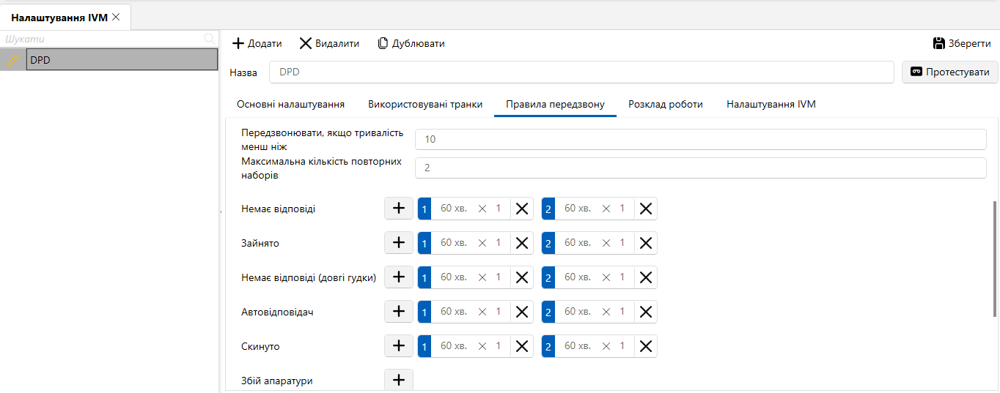 Налаштування IVM
Шукати
DPD
Додати Видалити Дублювати Зберегти
Назва DPD Протестувати
Основні налаштування Використовувані транки Правила передзвону Розклад роботи Налаштування IVM
Передзвонювати, якщо тривалість
менш ніж
10
Максимальна кількість повторних
наборів
2
Немає відповіді 1 60 хв. 1 2 60 хв. 1
Зайнято 1 60 хв. 1 2 60 хв. 1
Немає відповіді (довгі гудки) 1 60 хв. 1 2 60 хв. 1
Автовідповідач 1 60 хв. 1 2 60 хв. 1
Скинуто 1 60 хв. 1 2 60 хв. 1
Збій апаратури